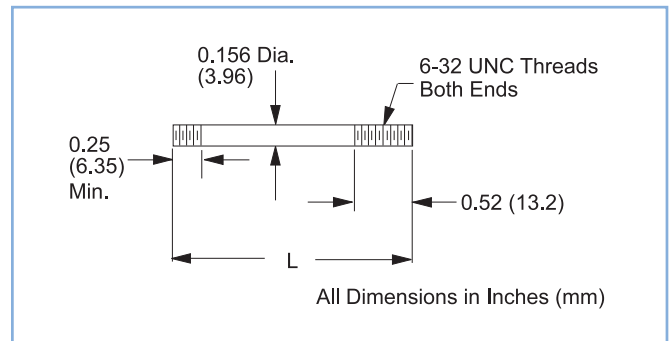 0.156 Dia.
(3.96)
6-32 UNC Threads
Both Ends
0.25
(6.35)
Min.
0.52 (13.2)
L
All Dimensions in Inches (mm)